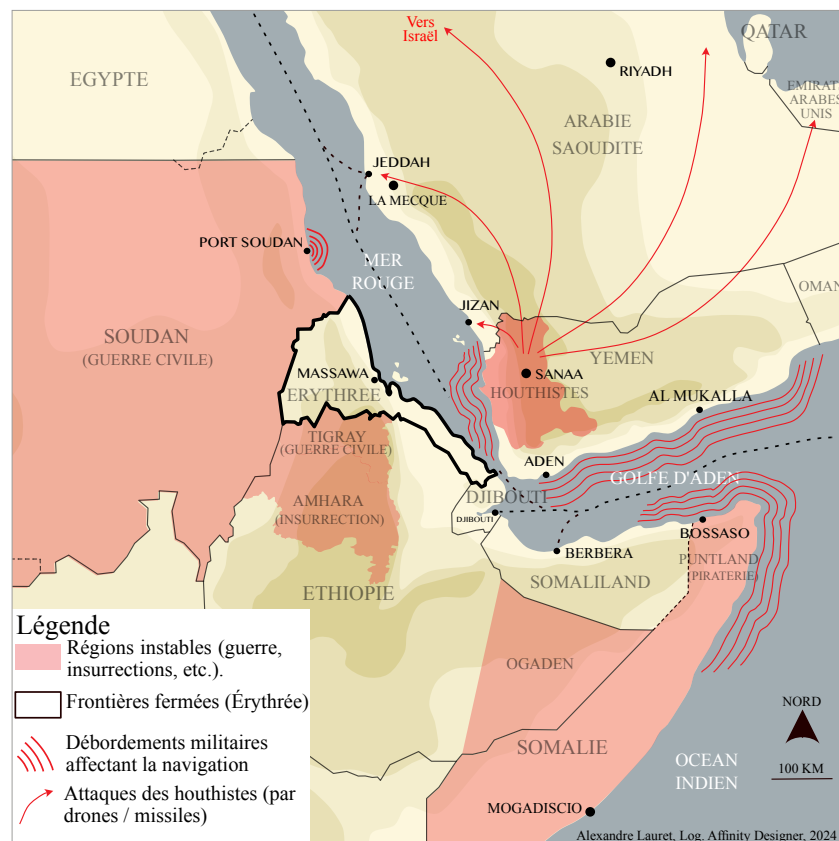 Vers
Israël
QATAR
RIYADH
EGYPTE
EMIRATS
ARABES
UNIS
ARABIE
SAOUDITE
JEDDAH
LA MECQUE
PORT SOUDAN
MER
ROUGE
OMAN
JIZAN
SOUDAN
(GUERRE CIVILE)
YEMEN
MASSAWA
SANAA
ERYTHREE
HOUTHISTES
AL MUKALLA
TIGRAY
(GUERRE CIVILE)
ADEN
GOLFE D'ADEN
DJIBOUTI
AMHARA
(INSURRECTION)
DJIBOUTI
BOSSASO
BERBERA
PUNTLAND
(PIRATERIE)
ETHIOPIE
SOMALILAND
Légende
Régions instables (guerre,
insurrections, etc.).
OGADEN
Frontières fermées (Érythrée)
NORD
Débordements militaires
affectant la navigation
SOMALIE
OCEAN
INDIEN
100 KM
Attaques des houthistes (par
drones / missiles)
MOGADISCIO
Alexandre Lauret, Log. Affinity Designer, 2024